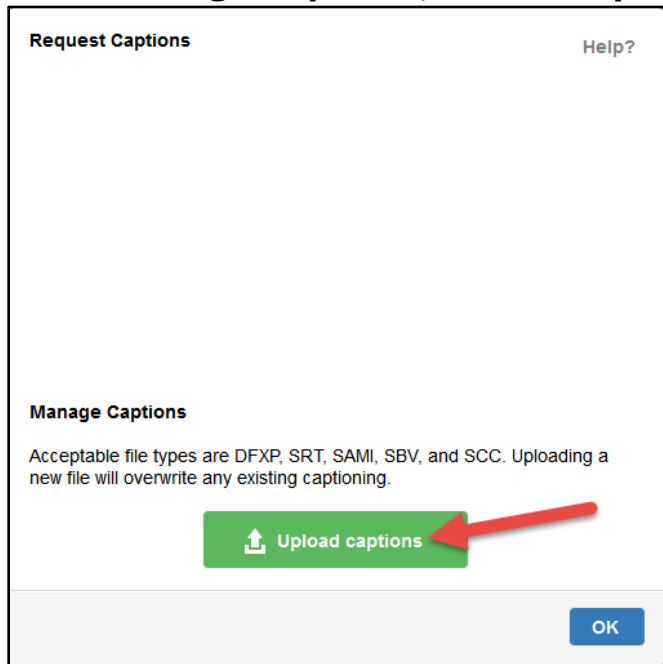 Request Captions
Help?
Manage Captions
Acceptable file types are DFXP, SRT, SAMI, SBV, and SCC. Uploading a
new file will overwrite any existing captioning.
Upload captions
OK